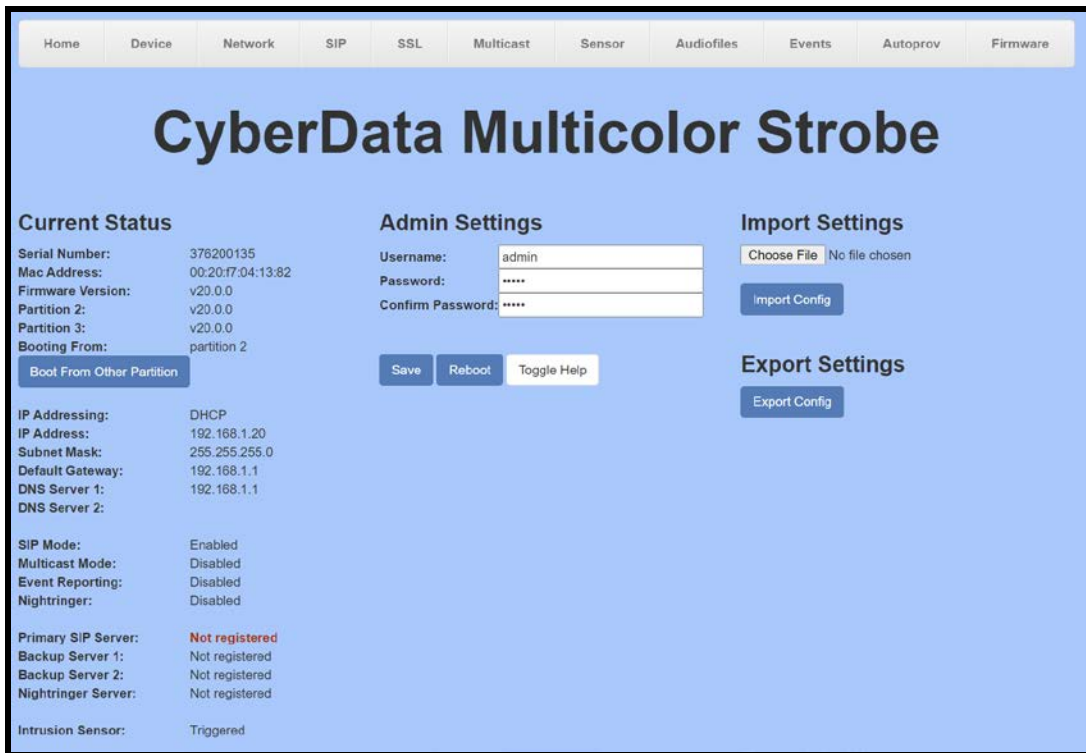 Home Device Network SIP SSL Multicast Sensor Audiofiles Events Autoprov Firmware
CyberData Multicolor Strobe
Current Status
Serial Number: 376200135
Mac Address: 00:20:f7:04:13:82
Firmware Version: v20.0.0
Partition 2: v20.0.0
Partition 3: v20.0.0
Booting From: partition 2
Boot From Other Partition
IP Addressing: DHCP
IP Address: 192.168.1.20
Subnet Mask: 255.255.255.0
Default Gateway: 192.168.1.1
DNS Server 1: 192.168.1.1
DNS Server 2:
SIP Mode: Enabled
Multicast Mode: Disabled
Event Reporting: Disabled
Nightringer: Disabled
Primary SIP Server: Not registered
Backup Server 1: Not registered
Backup Server 2: Not registered
Nightringer Server: Not registered
Intrusion Sensor: Triggered
Admin Settings
Username: admin
Password: •••••
Confirm Password: •••••
Save Reboot Toggle Help
Import Settings
Choose File No file chosen
Import Config
Export Settings
Export Config